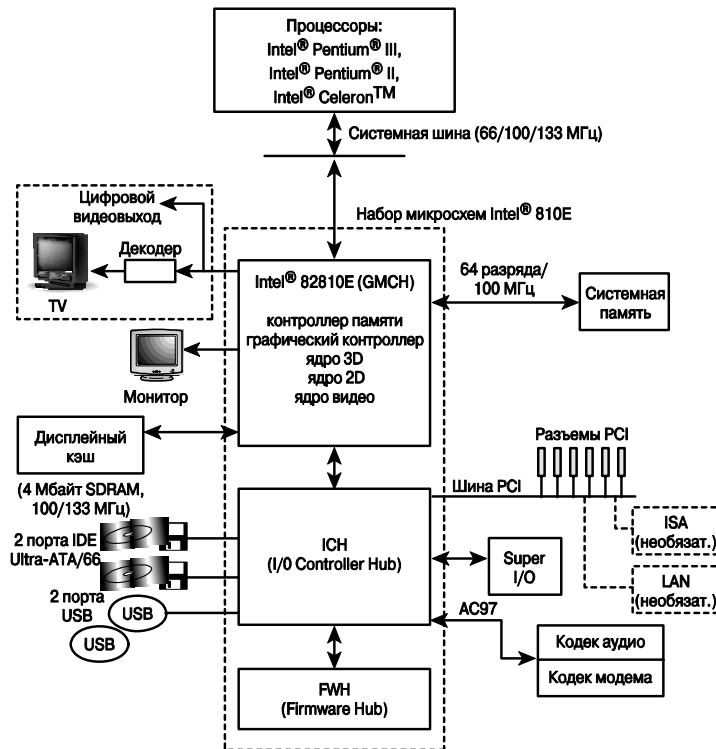 Процессоры:
Intel® Pentium® III,
Intel® Pentium® II,
Intel® Celeron™
Системная шина (66/100/133 МГц)
Набор микросхем Intel® 810E
Цифровой
видеовыход
Декодер
TV
Intel® 82810E (GMCH)
контроллер памяти
графический контроллер
ядро 3D
ядро 2D
ядро видео
64 разряда/
100 МГц
Системная
память
Монитор
Дисплейный
кэш
(4 Мбайт SDRAM,
100/133 МГц)
Разъемы PCI
Шина PCI
ISA
(необязат.)
LAN
(необязат.)
2 порта IDE
Ultra-ATA/66
ICH
(I/0 Controller Hub)
Super
I/O
2 порта
USB
USB
USB
AC97
Кодек аудио
Кодек модема
FWH
(Firmware Hub)